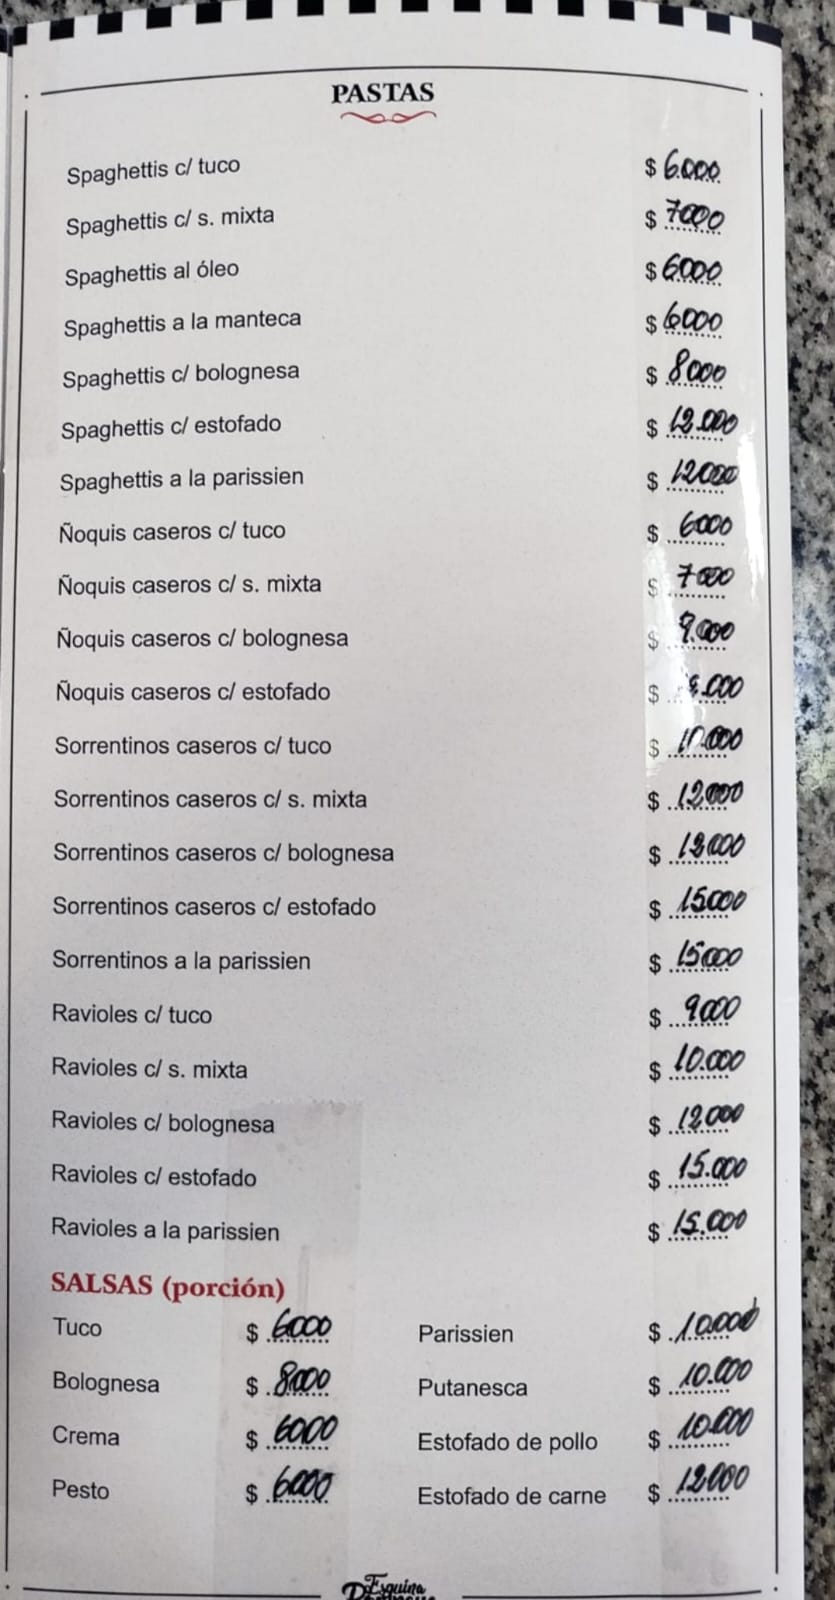 PASTAS
Spaghettis c/ tuco $ 6.000
Spaghettis c/ s. mixta $ 7000
Spaghettis al óleo $ 6000
Spaghettis a la manteca $ 6000
Spaghettis c/ bolognesa $ 8000
Spaghettis c/ estofado $ 12.000
Spaghettis a la parissien $ 12000
Ñoquis caseros c/ tuco $ 6000
Ñoquis caseros c/ s. mixta $ 7000
Ñoquis caseros c/ bolognesa $ 9.000
Ñoquis caseros c/ estofado $
Sorrentinos caseros c/ tuco $ 10.000
Sorrentinos caseros c/ s. mixta $ 12.000
Sorrentinos caseros c/ bolognesa $
Sorrentinos caseros c/ estofado $ 15000
Sorrentinos a la parissien $ 15000
Ravioles c/ tuco $ 9000
Ravioles c/ s. mixta $ 10.000
Ravioles c/ bolognesa $ 12.000
Ravioles c/ estofado $ 15.000
Ravioles a la parissien $ 15.000
SALSAS (porción)
Tuco $ 6000 Parissien $ 10.000
Bolognesa $ 8000 Putanesca $ 10.000
Crema $ 6000 Estofado de pollo $ 10.000
Pesto $ 6000 Estofado de carne $ 12000
Esquina